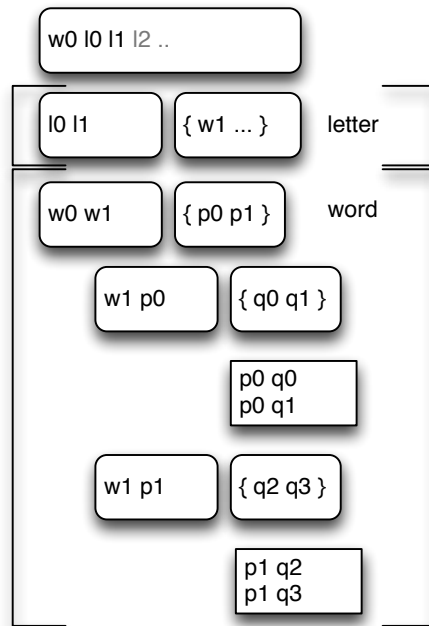 w0 l0 l1 l2 ..
l0 l1 { w1 ... } letter
w0 w1 { p0 p1 } word
w1 p0 { q0 q1 }
p0 q0
p0 q1
w1 p1 { q2 q3 }
p1 q2
p1 q3